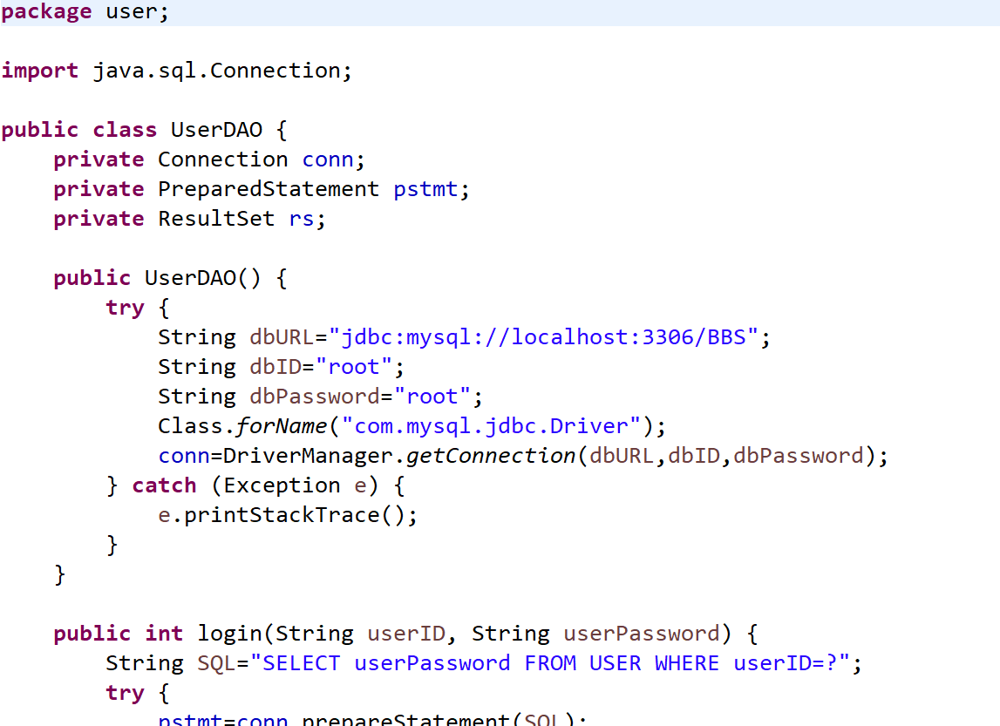 package user;
import java.sql.Connection;
public class UserDAO {
private Connection conn;
private PreparedStatement pstmt;
private ResultSet rs;
public UserDAO() {
try {
String dbURL="jdbc:mysql://localhost:3306/BBS";
String dbID="root";
String dbPassword="root";
Class.forName("com.mysql.jdbc.Driver");
conn=DriverManager.getConnection(dbURL,dbID,dbPassword);
} catch (Exception e) {
e.printStackTrace();
}
}
public int login(String userID, String userPassword) {
String SQL="SELECT userPassword FROM USER WHERE userID=?";
try {
pstmt=conn.prepareStatement(SQL);